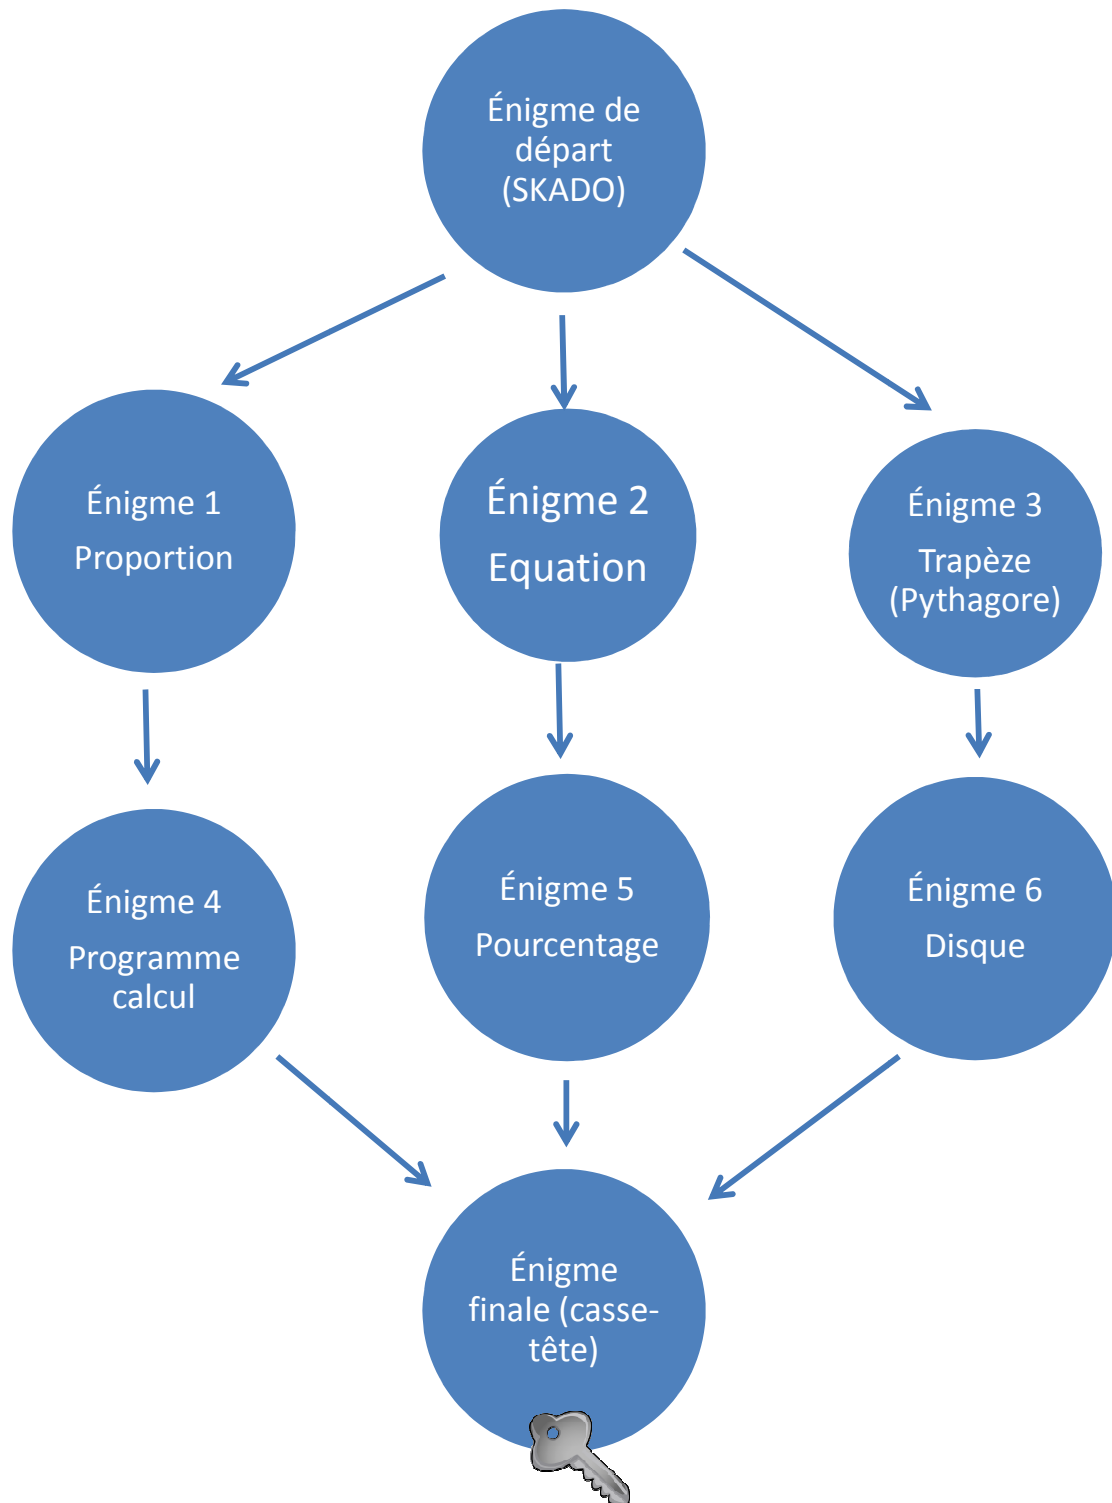 Énigme de
départ
(SKADO)
Énigme 1
Proportion
Énigme 2
Equation
Énigme 3
Trapèze
(Pythagore)
Énigme 4
Programme
calcul
Énigme 5
Pourcentage
Énigme 6
Disque
Énigme
finale (casse-
tête)